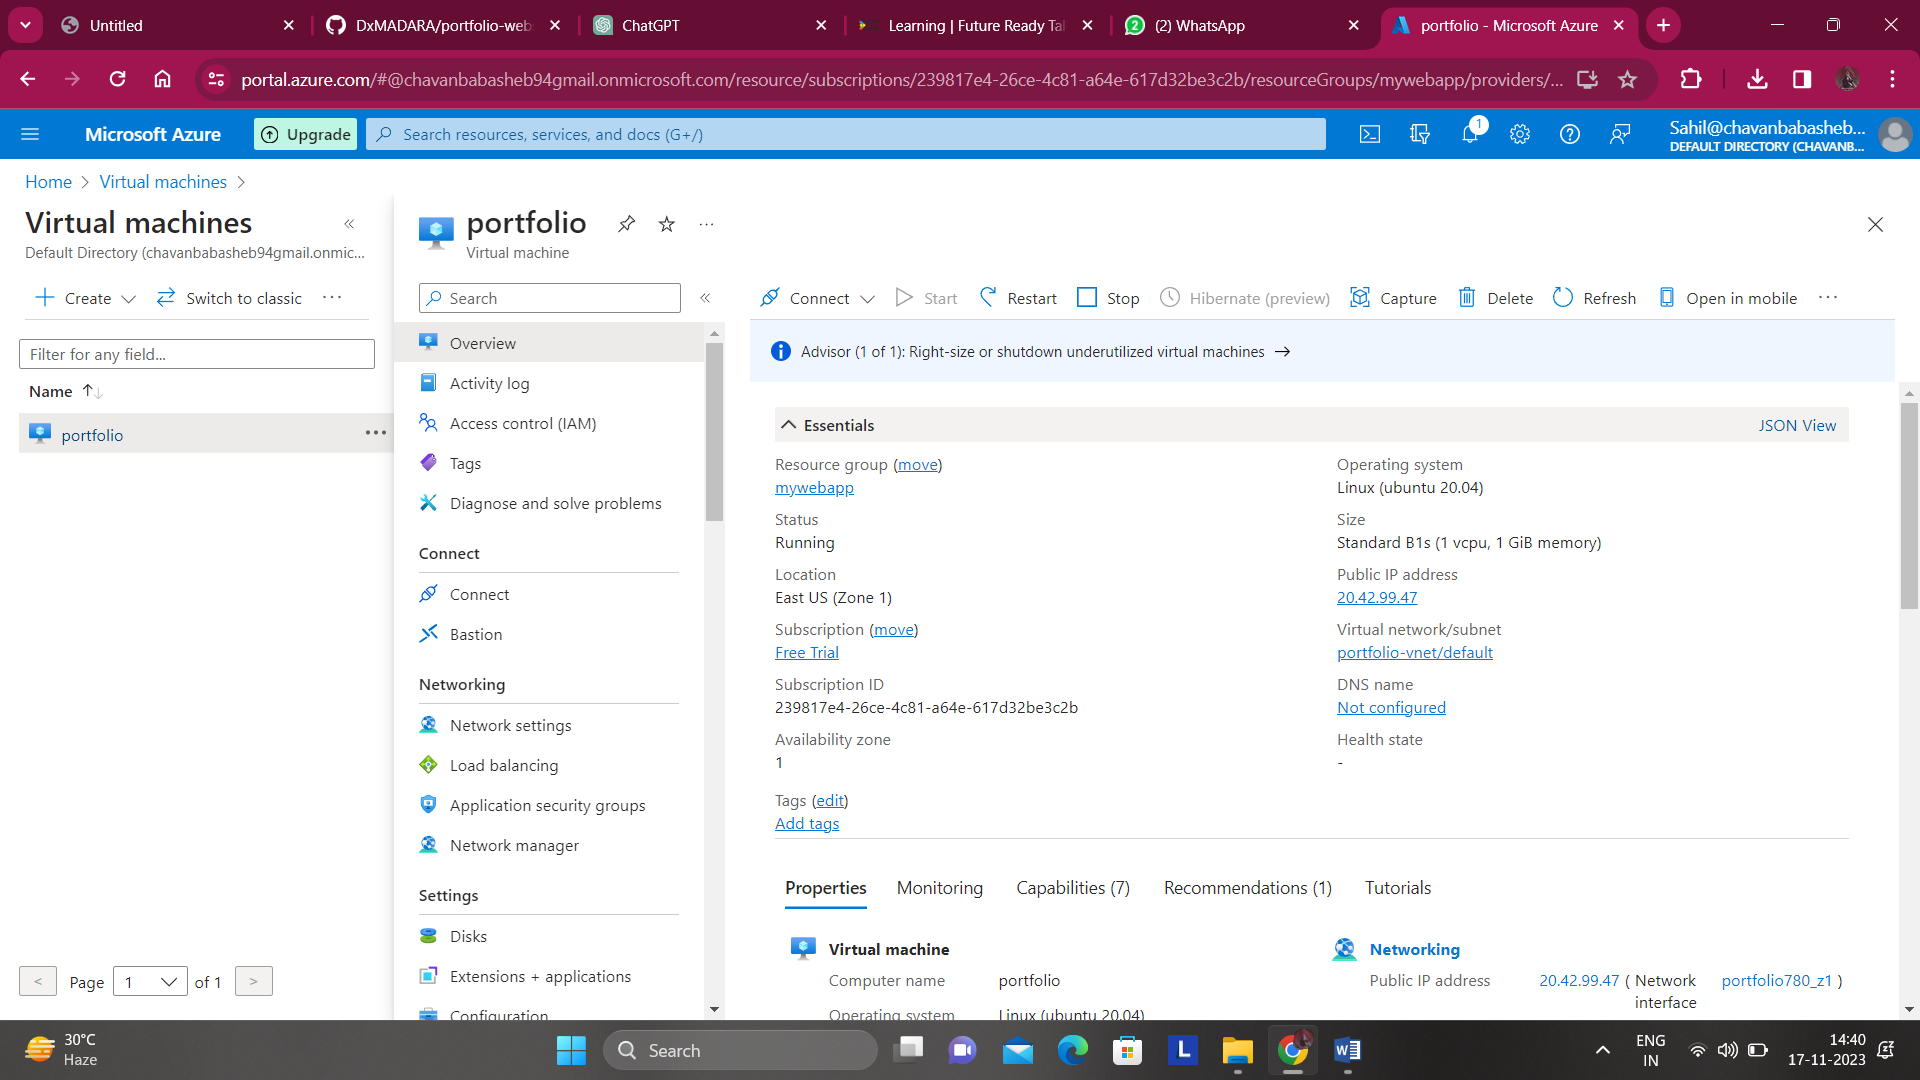 Untitled
DxMADARA/portfolio-web
ChatGPT
Learning | Future Ready Tal
(2) WhatsApp
portfolio - Microsoft Azure
portal.azure.com/#@chavanbabasheb94gmail.onmicrosoft.com/resource/subscriptions/239817e4-26ce-4c81-a64e-617d32be3c2b/resourceGroups/mywebapp/providers/...
Microsoft Azure
Upgrade
Search resources, services, and docs (G+/)
1
Sahil@chavanbabasheb...
DEFAULT DIRECTORY (CHAVANB...
Home > Virtual machines >
Virtual machines
Default Directory (chavanbabasheb94gmail.onmic...
Create
Switch to classic
Filter for any field...
Name
portfolio
< Page 1 of 1 >
portfolio
Virtual machine
Search
Overview
Activity log
Access control (IAM)
Tags
Diagnose and solve problems
Connect
Connect
Bastion
Networking
Network settings
Load balancing
Application security groups
Network manager
Settings
Disks
Extensions + applications
Configuration
Connect
Start
Restart
Stop
Hibernate (preview)
Capture
Delete
Refresh
Open in mobile
Advisor (1 of 1): Right-size or shutdown underutilized virtual machines →
Essentials
JSON View
Resource group (move)
mywebapp
Status
Running
Location
East US (Zone 1)
Subscription (move)
Free Trial
Subscription ID
239817e4-26ce-4c81-a64e-617d32be3c2b
Availability zone
1
Operating system
Linux (ubuntu 20.04)
Size
Standard B1s (1 vcpu, 1 GiB memory)
Public IP address
20.42.99.47
Virtual network/subnet
portfolio-vnet/default
DNS name
Not configured
Health state
-
Tags (edit)
Add tags
Properties
Monitoring
Capabilities (7)
Recommendations (1)
Tutorials
Virtual machine
Computer name portfolio
Operating system Linux (ubuntu 20.04)
Networking
Public IP address 20.42.99.47 ( Network interface portfolio780_z1 )
30°C
Haze
Search
L
W
ENG
IN
14:40
17-11-2023